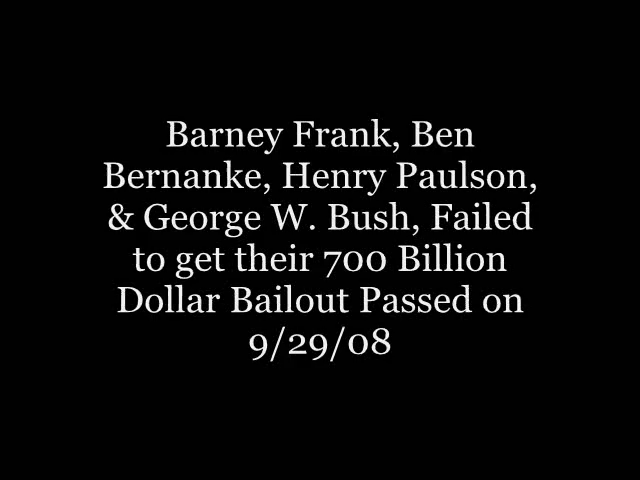 Barney Frank, Ben
Bernanke, Henry Paulson,
& George W. Bush, Failed
to get their 700 Billion
Dollar Bailout Passed on
9/29/08